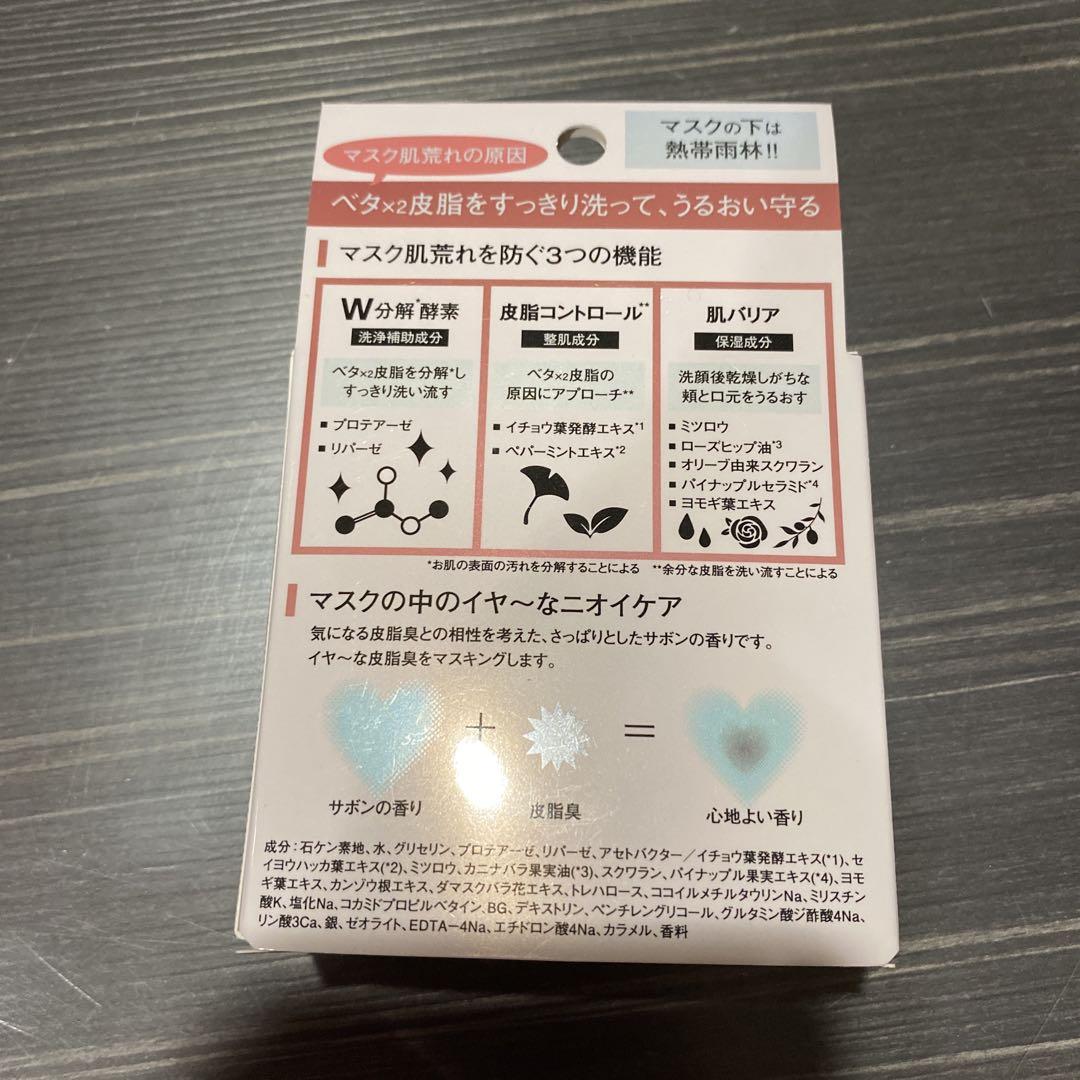 マスク肌荒れの原因
マスクの下は
熱帯雨林!!
ベタ×2皮脂をすっきり洗って、うるおい守る
マスク肌荒れを防ぐ3つの機能
W分解*酵素
洗浄補助成分
ベタ×2皮脂を分解*し
すっきり洗い流す
■ プロテアーゼ
■ リパーゼ
皮脂コントロール**
整肌成分
ベタ×2皮脂の
原因にアプローチ**
■ イチョウ葉発酵エキス*1
■ ペパーミントエキス*2
肌バリア
保湿成分
洗顔後乾燥しがちな
頬と口元をうるおす
■ ミツロウ
■ ローズヒップ油*3
■ オリーブ由来スクワラン
■ パイナップルセラミド*4
■ ヨモギ葉エキス
*お肌の表面の汚れを分解することによる **余分な皮脂を洗い流すことによる
マスクの中のイヤ〜なニオイケア
気になる皮脂臭との相性を考えた、さっぱりとしたサボンの香りです。
イヤ〜な皮脂臭をマスキングします。
+ =
サボンの香り 皮脂臭 心地よい香り
成分：石ケン素地、水、グリセリン、プロテアーゼ、リパーゼ、アセトバクター／イチョウ葉発酵エキス(*1)、セ
イヨウハッカ葉エキス(*2)、ミツロウ、カニナバラ果実油(*3)、スクワラン、パイナップル果実エキス(*4)、ヨモ
ギ葉エキス、カンゾウ根エキス、ダマスクバラ花エキス、トレハロース、ココイルメチルタウリンNa、ミリスチン
酸K、塩化Na、コカミドプロピルベタイン、BG、デキストリン、ペンチレングリコール、グルタミン酸ジ酢酸4Na、
リン酸3Ca、銀、ゼオライト、EDTA−4Na、エチドロン酸4Na、カラメル、香料